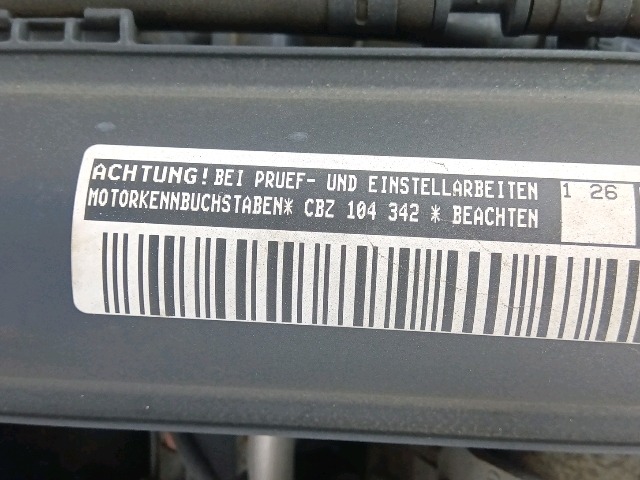 ACHTUNG! BEI PRUEF- UND EINSTELLARBEITEN 1 26
MOTORKENNBUCHSTABEN* CBZ 104 342 * BEACHTEN